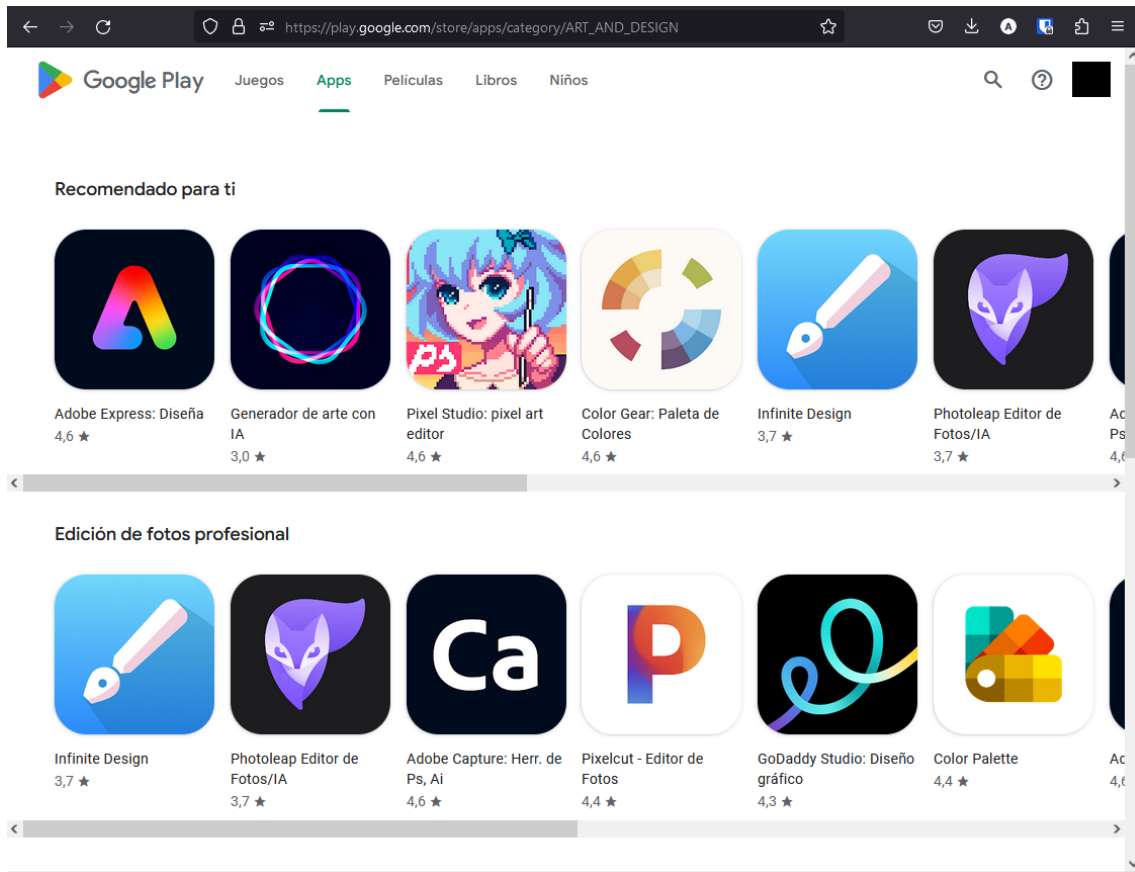 https://play.google.com/store/apps/category/ART_AND_DESIGN
Google Play Juegos Apps Películas Libros Niños
Recomendado para ti
Ps
Adobe Express: Diseña
4,6 ★
Generador de arte con
IA
3,0 ★
Pixel Studio: pixel art
editor
4,6 ★
Color Gear: Paleta de
Colores
4,6 ★
Infinite Design
3,7 ★
Photoleap Editor de
Fotos/IA
3,7 ★
Edición de fotos profesional
Ca
P
Infinite Design
3,7 ★
Photoleap Editor de
Fotos/IA
3,7 ★
Adobe Capture: Herr. de
Ps, Ai
4,6 ★
Pixelcut - Editor de
Fotos
4,4 ★
GoDaddy Studio: Diseño
gráfico
4,3 ★
Color Palette
4,4 ★